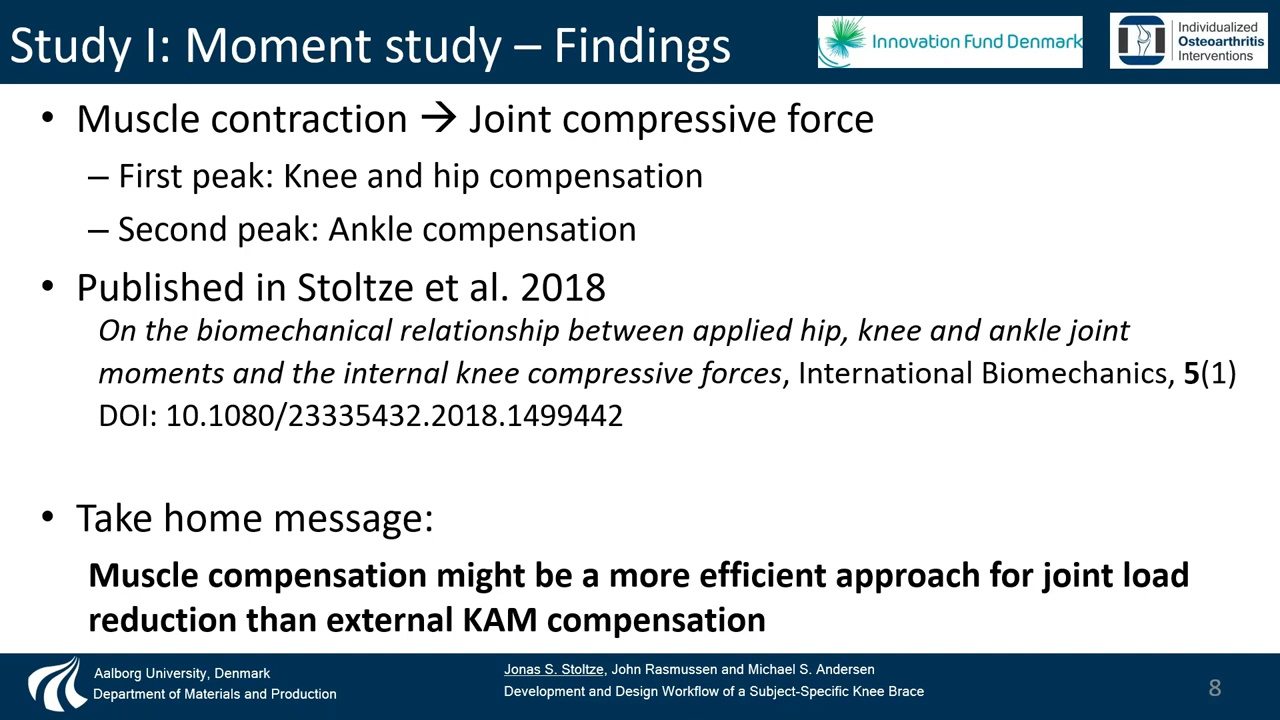 Study I: Moment study – Findings
Innovation Fund Denmark
Individualized
Osteoarthritis
Interventions
• Muscle contraction → Joint compressive force
– First peak: Knee and hip compensation
– Second peak: Ankle compensation
• Published in Stoltze et al. 2018
On the biomechanical relationship between applied hip, knee and ankle joint
moments and the internal knee compressive forces, International Biomechanics, 5(1)
DOI: 10.1080/23335432.2018.1499442
• Take home message:
Muscle compensation might be a more efficient approach for joint load
reduction than external KAM compensation
Aalborg University, Denmark
Department of Materials and Production
Jonas S. Stoltze, John Rasmussen and Michael S. Andersen
Development and Design Workflow of a Subject-Specific Knee Brace
8